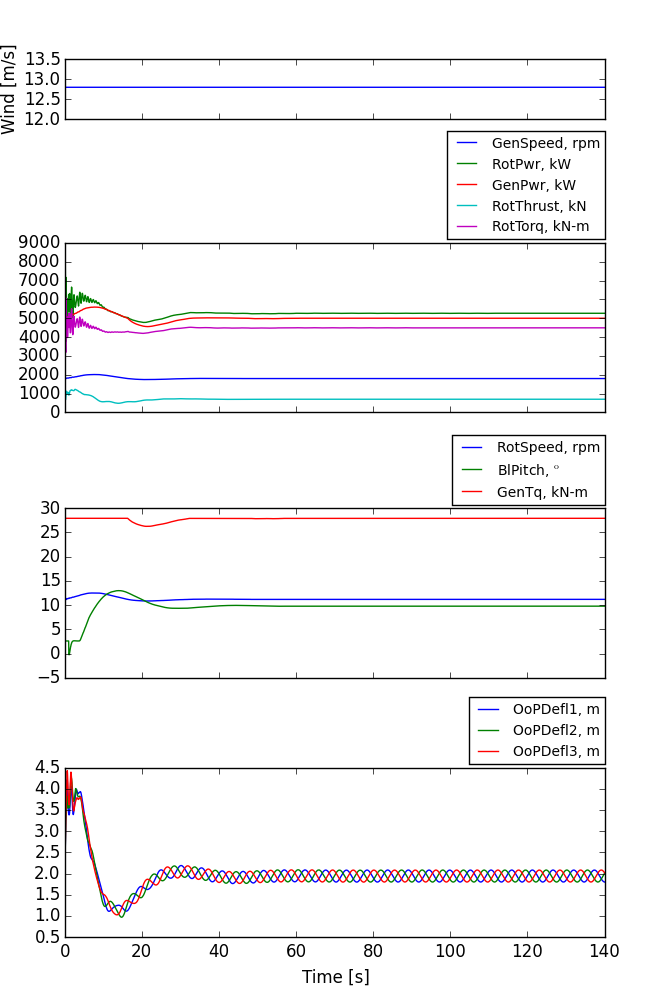 Wind [m/s]
13.5
13.0
12.5
12.0
GenSpeed, rpm
RotPwr, kW
GenPwr, kW
RotThrust, kN
RotTorq, kN-m
9000
8000
7000
6000
5000
4000
3000
2000
1000
0
RotSpeed, rpm
BlPitch, °
GenTq, kN-m
30
25
20
15
10
5
0
−5
OoPDefl1, m
OoPDefl2, m
OoPDefl3, m
4.5
4.0
3.5
3.0
2.5
2.0
1.5
1.0
0.5
0 20 40 60 80 100 120 140
Time [s]